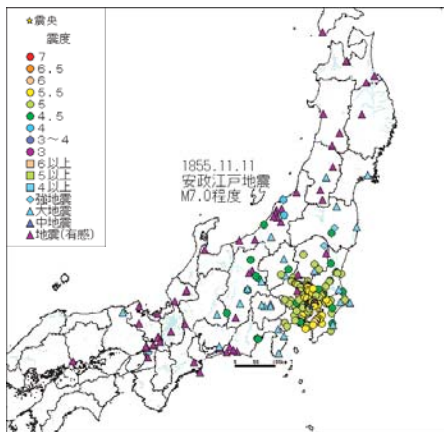 ☆震央
震度
7
6.5
6
5.5
5
4.5
4
3～4
3
6以上
5以上
4以上
強地震
大地震
中地震
地震(有感)
1855.11.11
安政江戸地震
M7.0程度